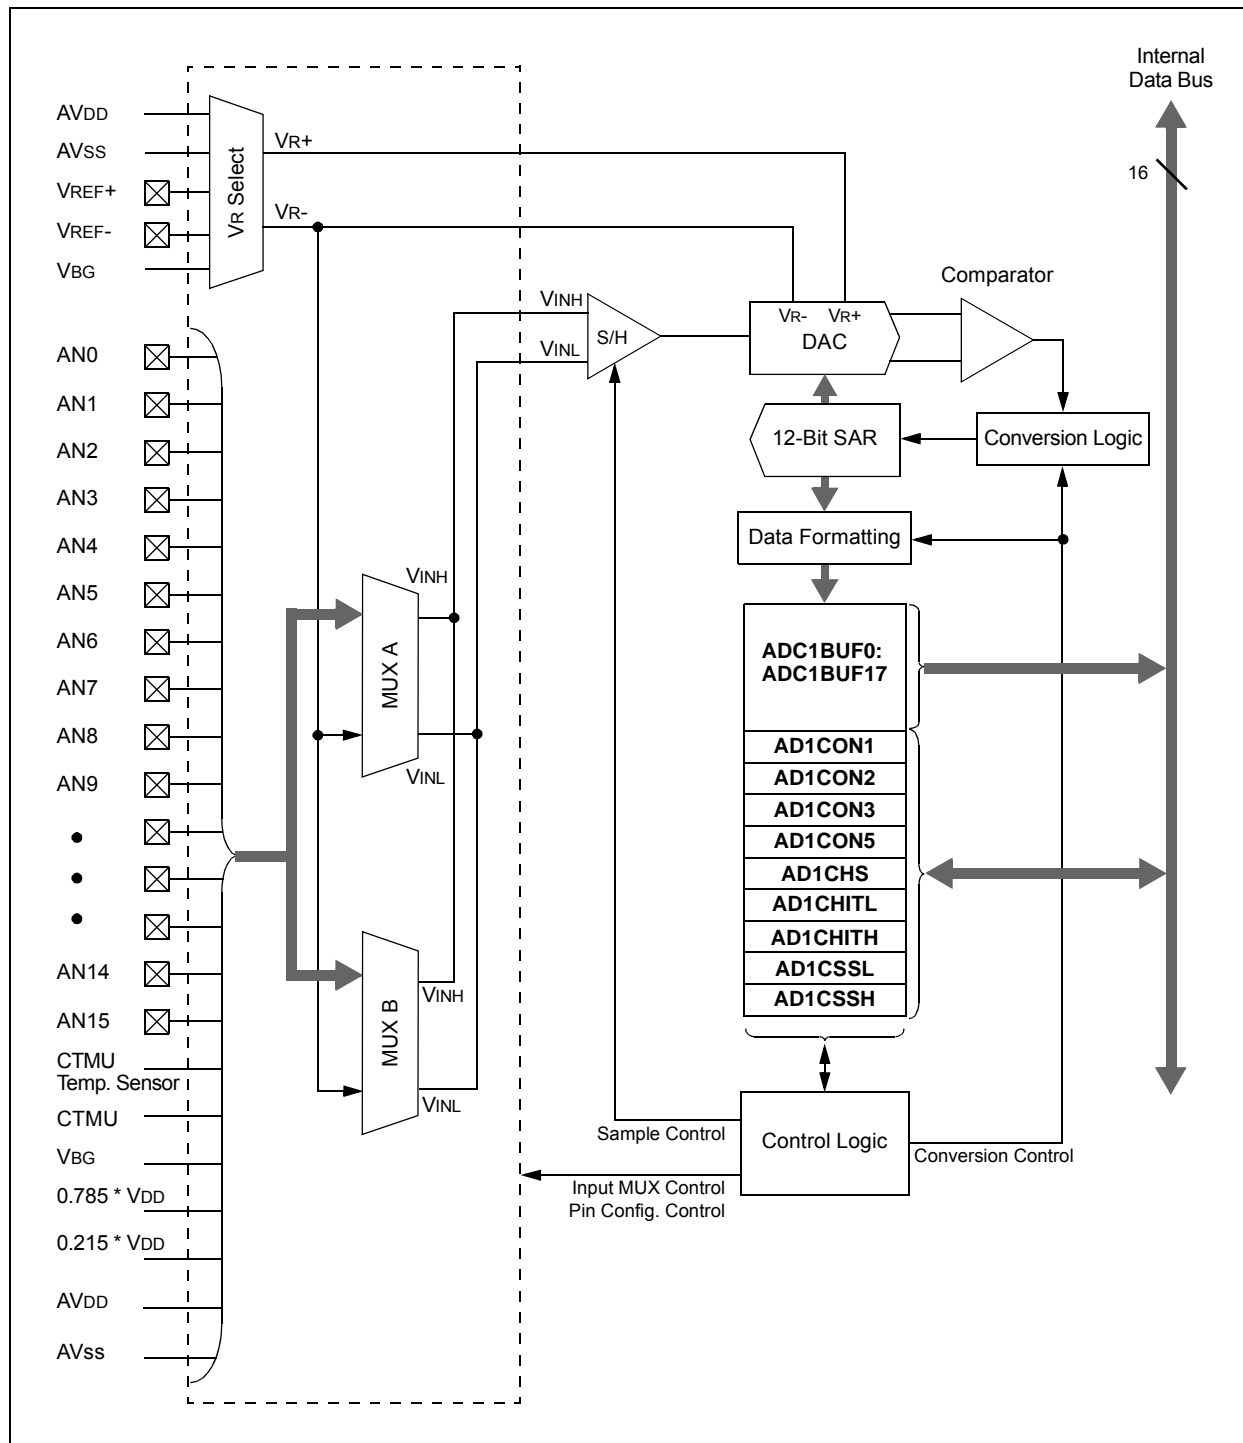 Internal
Data Bus
16
AVDD
AVSS
VREF+
VREF-
VBG
VR Select
VR+
VR-
AN0
AN1
AN2
AN3
AN4
AN5
AN6
AN7
AN8
AN9
AN14
AN15
CTMU
Temp. Sensor
CTMU
VBG
0.785 * VDD
0.215 * VDD
AVDD
AVss
MUX A
VINH
VINL
MUX B
VINH
VINL
VINH
VINL
S/H
VR- VR+
DAC
Comparator
12-Bit SAR
Conversion Logic
Data Formatting
ADC1BUF0:
ADC1BUF17
AD1CON1
AD1CON2
AD1CON3
AD1CON5
AD1CHS
AD1CHITL
AD1CHITH
AD1CSSL
AD1CSSH
Control Logic
Sample Control
Conversion Control
Input MUX Control
Pin Config. Control